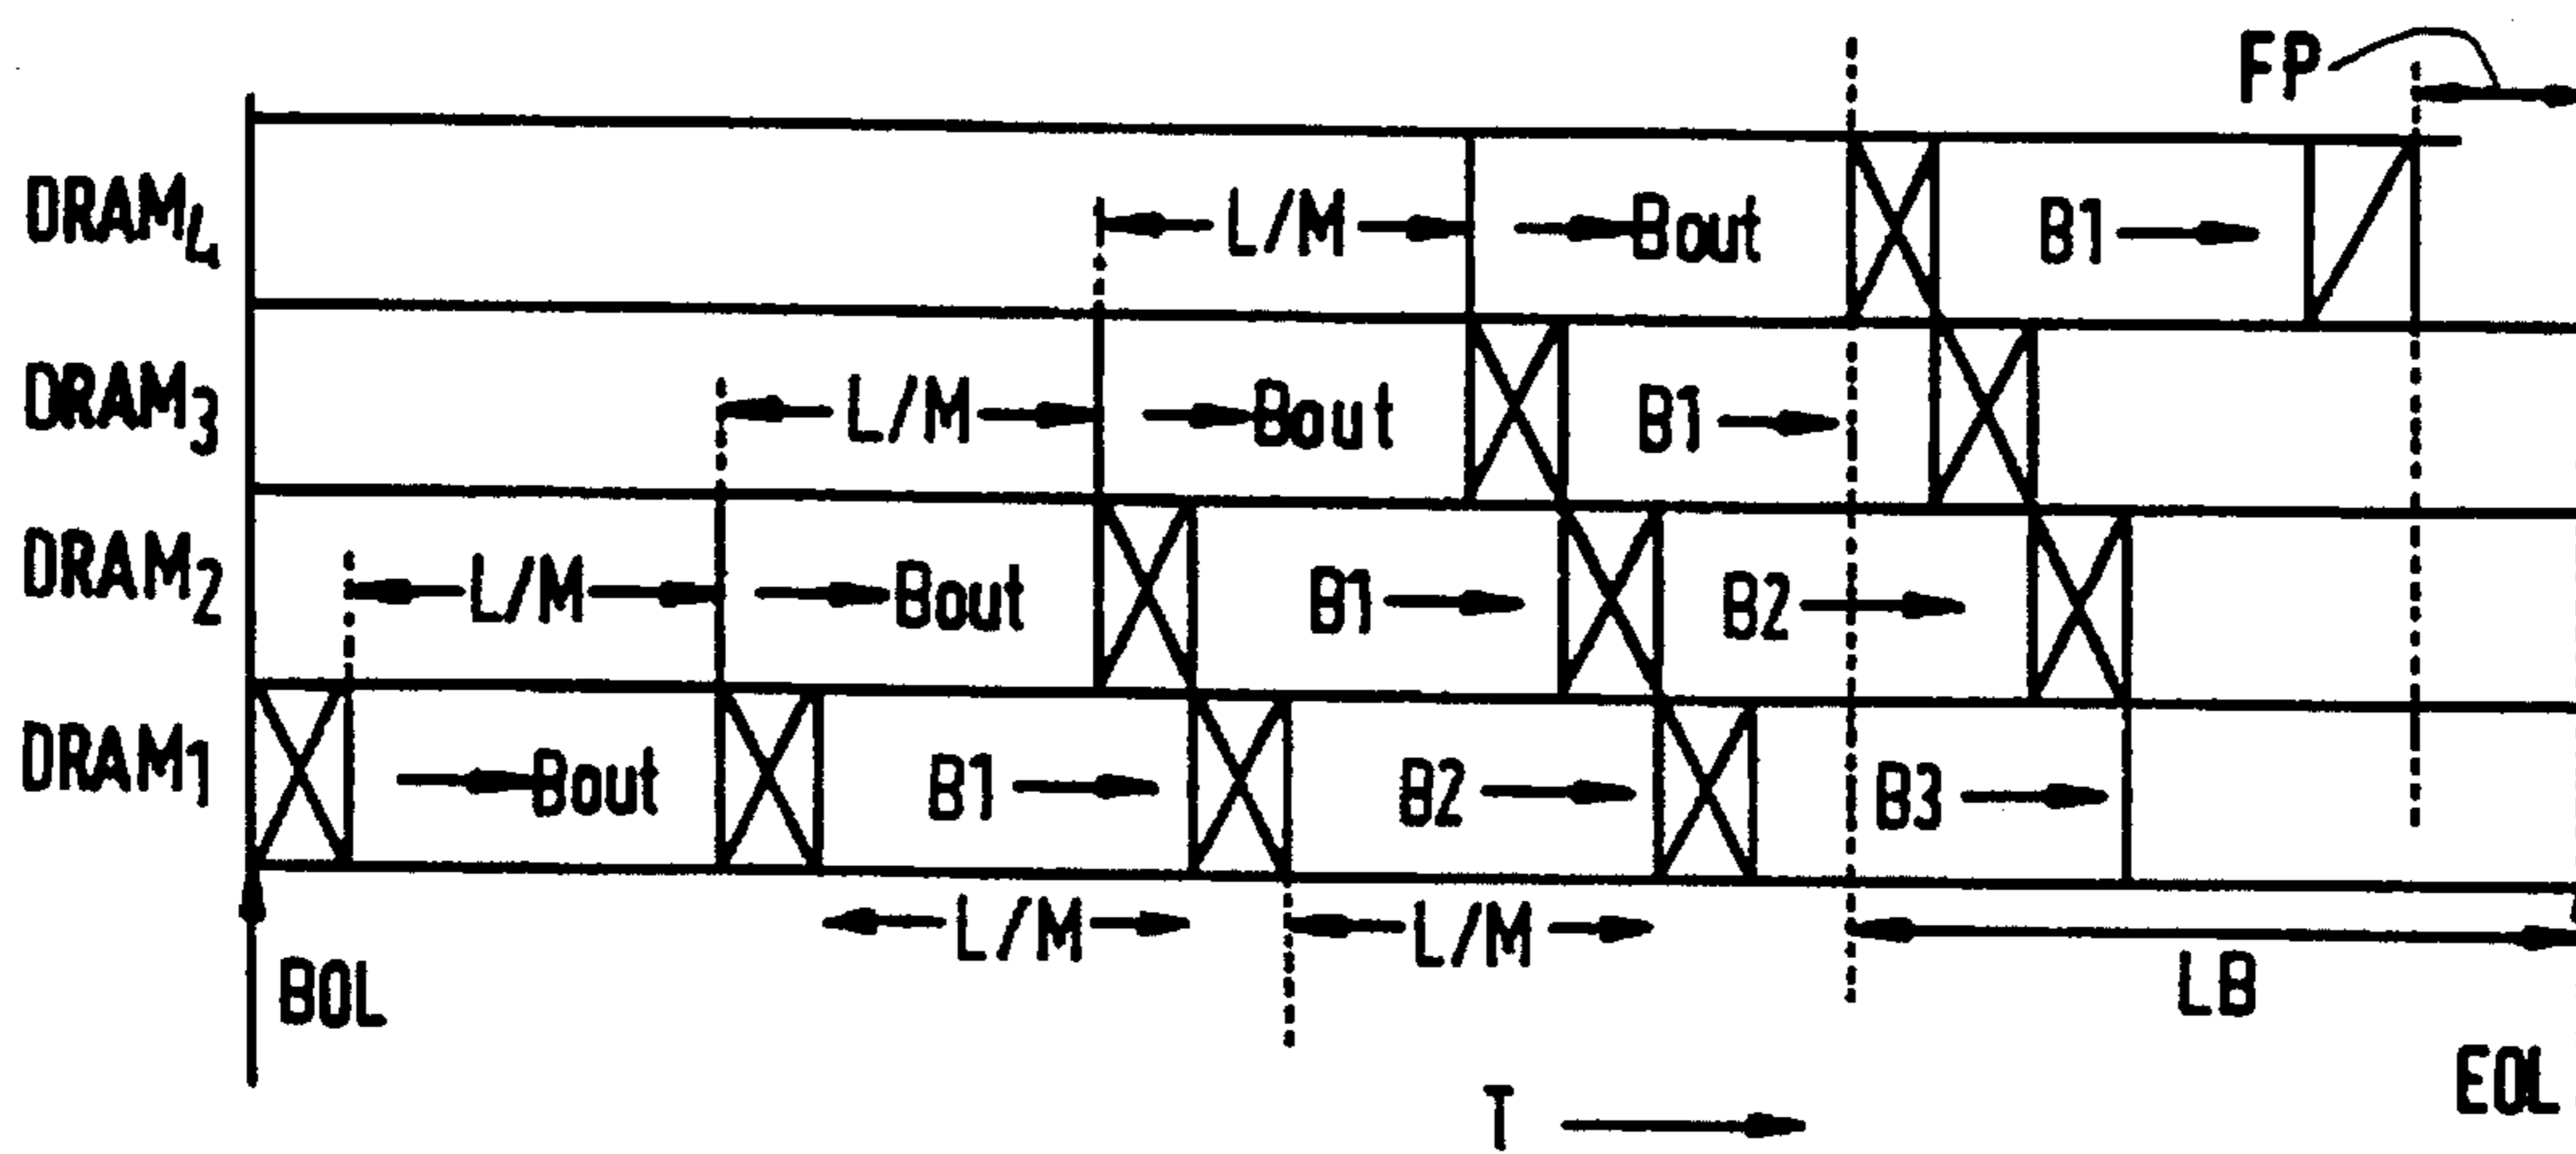 FP
DRAM4 L/M Bout B1
DRAM3 L/M Bout B1
DRAM2 L/M Bout B1 B2
DRAM1 Bout B1 B2 B3
L/M L/M LB
BOL
EOL
T